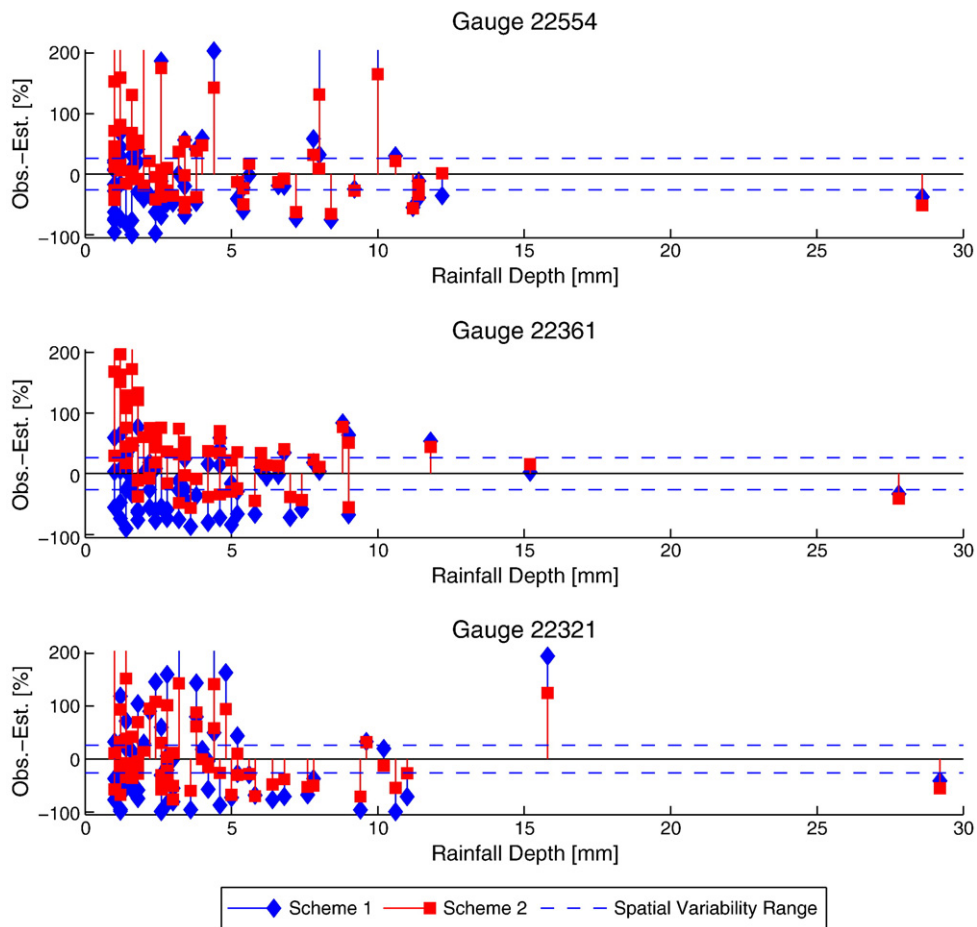 Gauge 22554
Obs.−Est. [%]
200
100
0
−100
0 5 10 15 20 25 30
Rainfall Depth [mm]
Gauge 22361
Obs.−Est. [%]
200
100
0
−100
0 5 10 15 20 25 30
Rainfall Depth [mm]
Gauge 22321
Obs.−Est. [%]
200
100
0
−100
0 5 10 15 20 25 30
Rainfall Depth [mm]
Scheme 1 Scheme 2 Spatial Variability Range